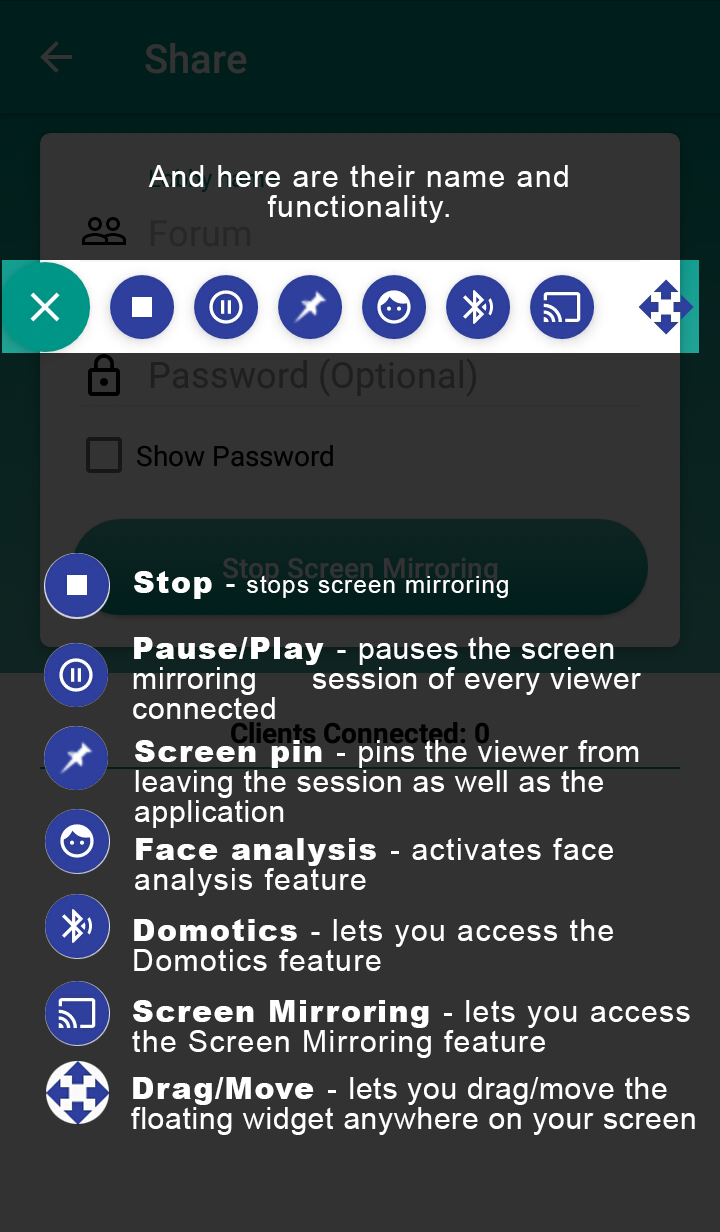 Share
And here are their name and
functionality.
Forum
Password (Optional)
Show Password
Stop Screen Mirroring
Stop - stops screen mirroring
Pause/Play - pauses the screen
mirroring session of every viewer
connected
Clients Connected: 0
Screen pin - pins the viewer from
leaving the session as well as the
application
Face analysis - activates face
analysis feature
Domotics - lets you access the
Domotics feature
Screen Mirroring - lets you access
the Screen Mirroring feature
Drag/Move - lets you drag/move the
floating widget anywhere on your screen